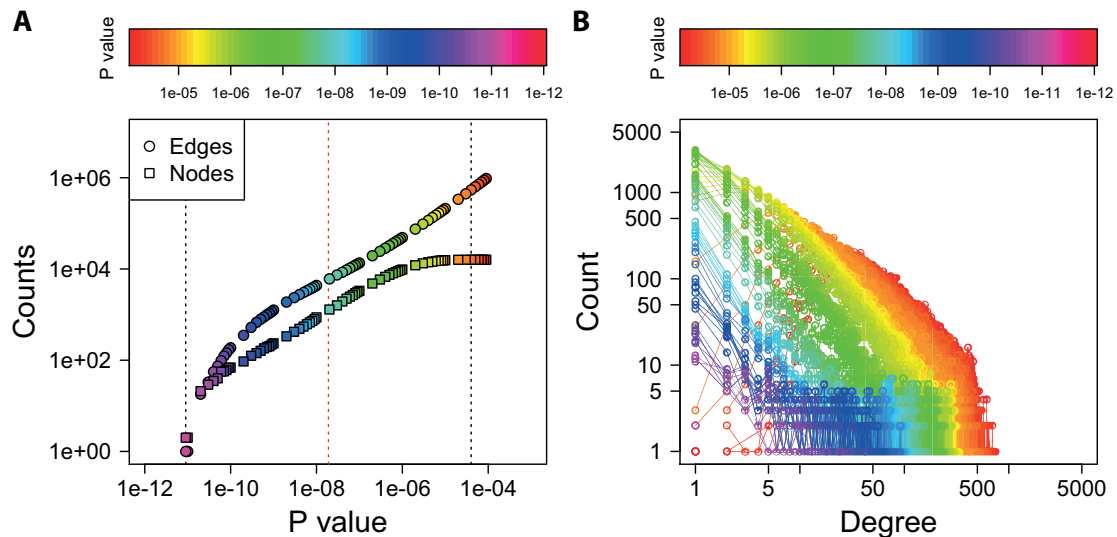 A
P value
1e-05 1e-06 1e-07 1e-08 1e-09 1e-10 1e-11 1e-12
Edges
Nodes
Counts
1e+06
1e+04
1e+02
1e+00
1e-12 1e-10 1e-08 1e-06 1e-04
P value
B
P value
1e-05 1e-06 1e-07 1e-08 1e-09 1e-10 1e-11 1e-12
Count
5000
1000
500
100
50
10
5
1
1 5 50 500 5000
Degree